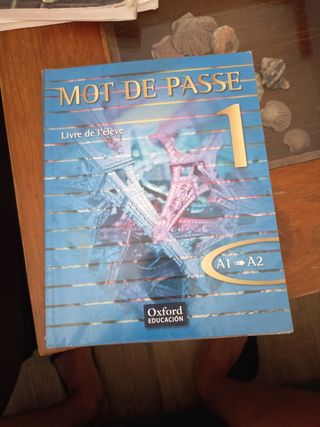 MOT DE PASSE
1
Livre de l'élève
A1 ➡ A2
Oxford
EDUCACIÓN